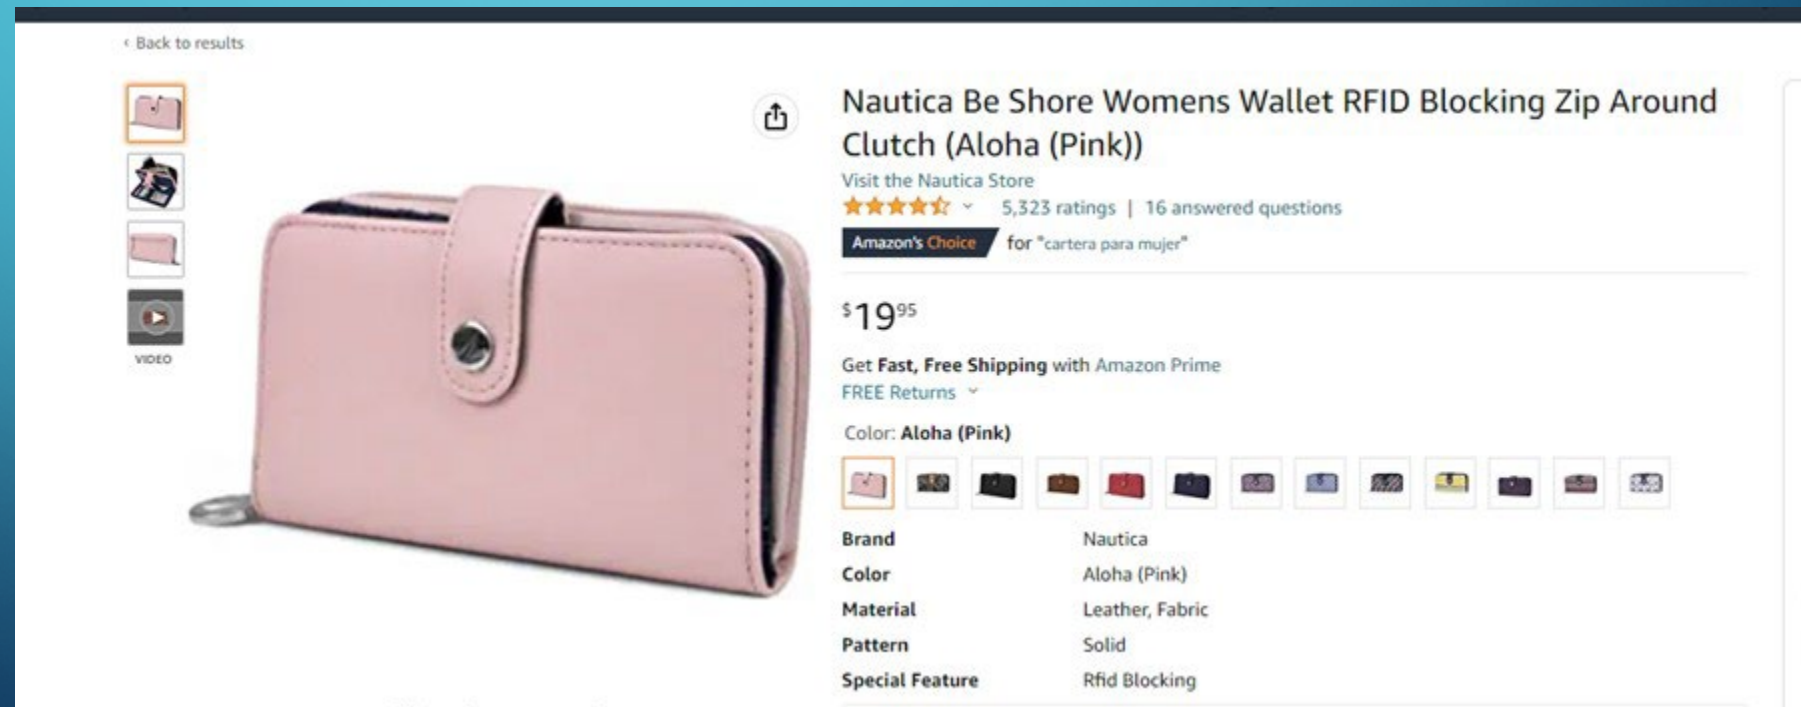 ‹ Back to results
Nautica Be Shore Womens Wallet RFID Blocking Zip Around
Clutch (Aloha (Pink))
Visit the Nautica Store
5,323 ratings | 16 answered questions
Amazon's Choice for "cartera para mujer"
$1995
Get Fast, Free Shipping with Amazon Prime
FREE Returns
Color: Aloha (Pink)
Brand Nautica
Color Aloha (Pink)
Material Leather, Fabric
Pattern Solid
Special Feature Rfid Blocking
VIDEO